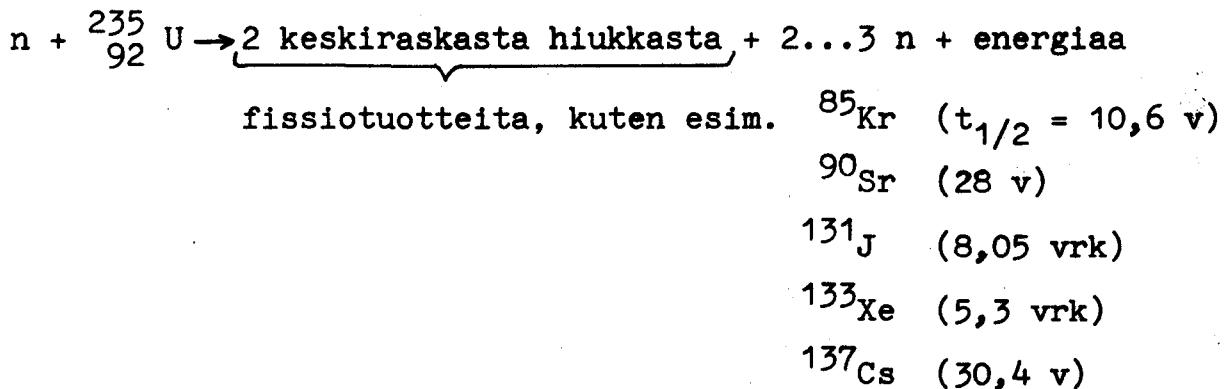 n + ²³⁵₉₂ U → 2 keskiraskasta hiukkasta + 2...3 n + energiaa
fissiotuotteita, kuten esim. ⁸⁵Kr (t₁/₂ = 10,6 v)
⁹⁰Sr (28 v)
¹³¹J (8,05 vrk)
¹³³Xe (5,3 vrk)
¹³⁷Cs (30,4 v)